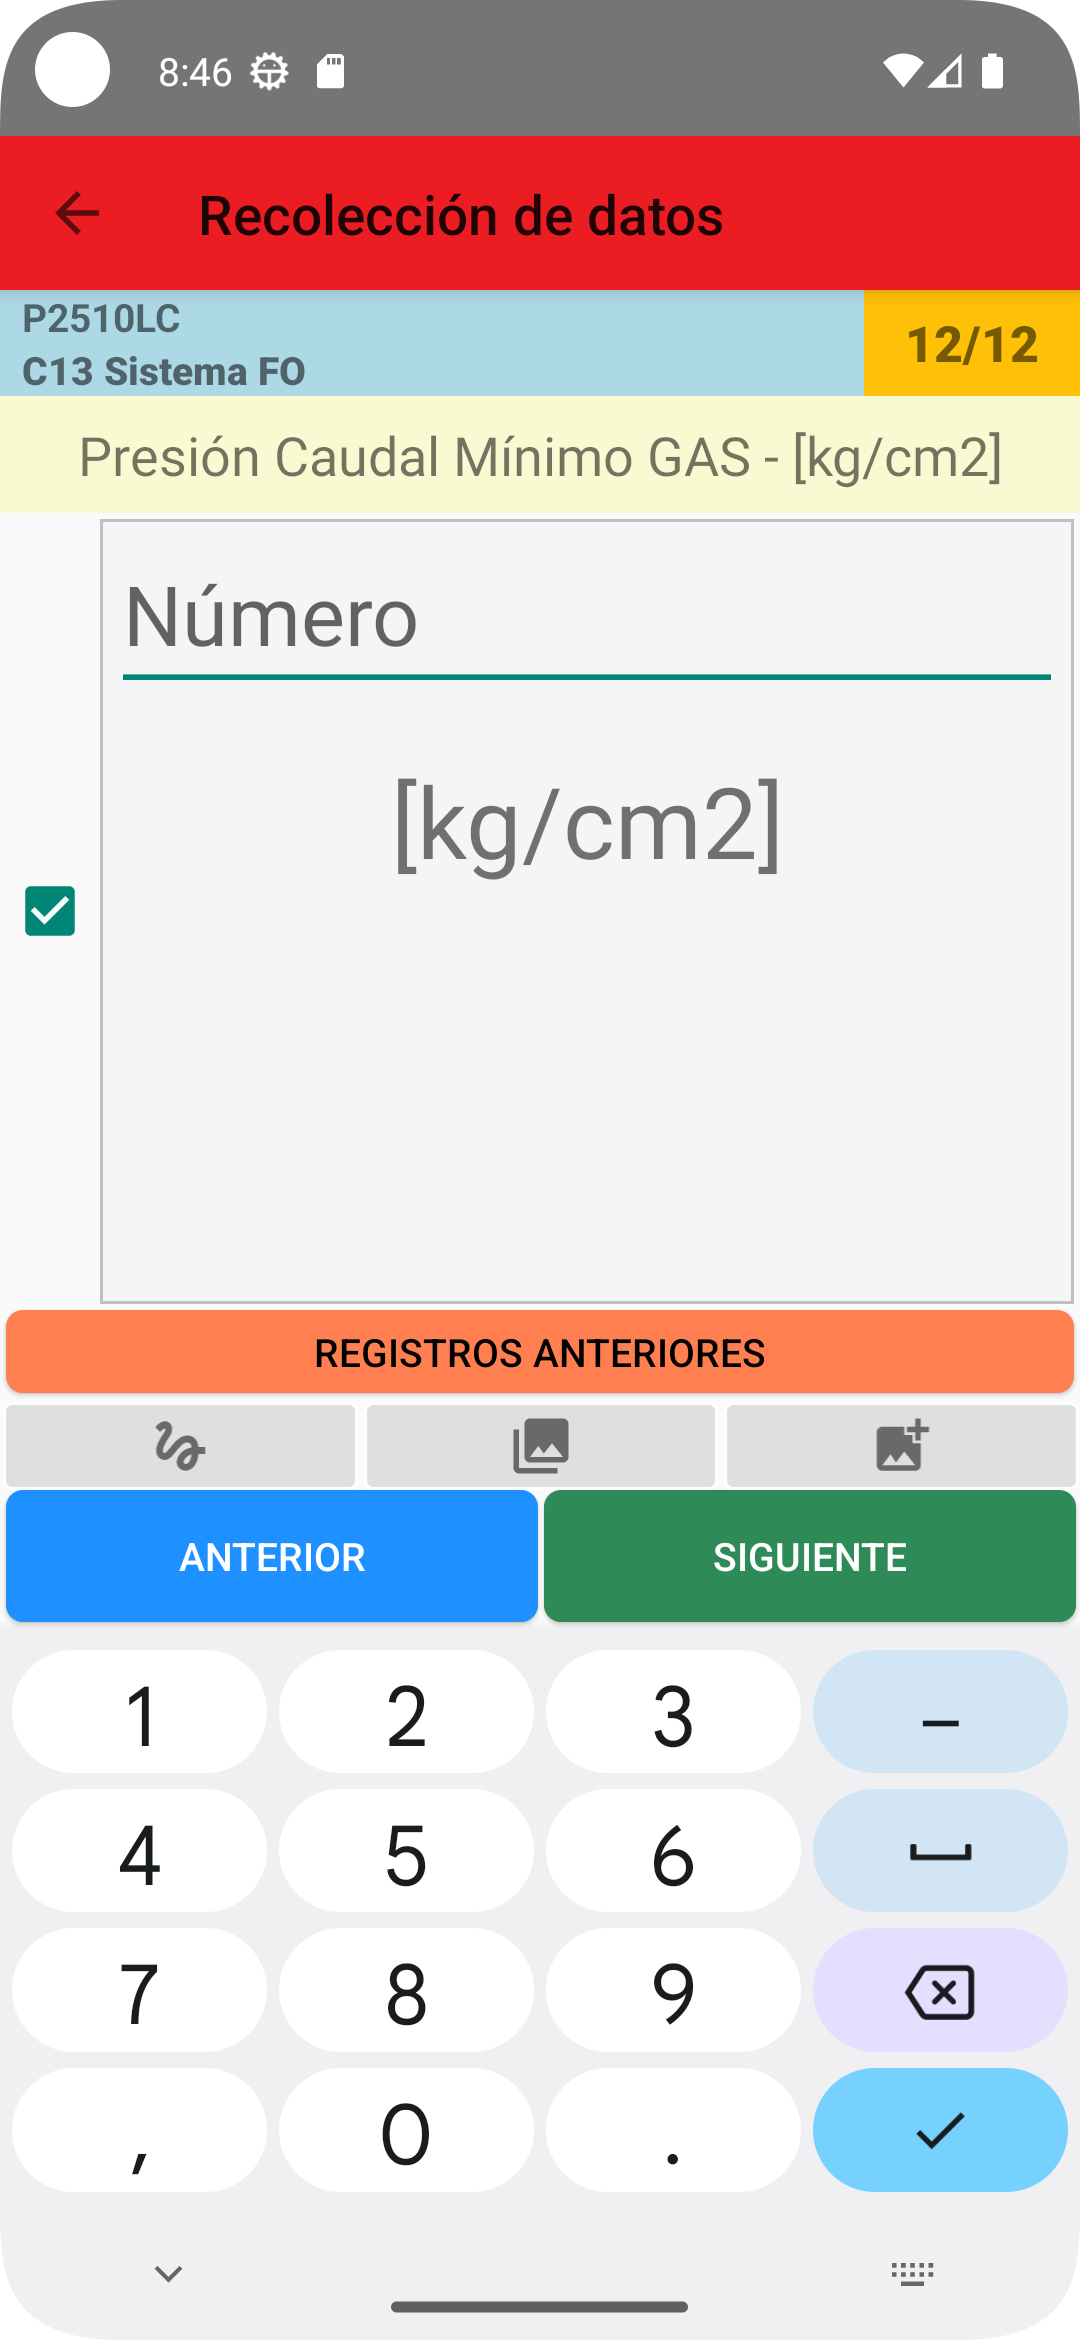 8:46
Recolección de datos
P2510LC
C13 Sistema FO
12/12
Presión Caudal Mínimo GAS - [kg/cm2]
Número
[kg/cm2]
REGISTROS ANTERIORES
ANTERIOR
SIGUIENTE
1 2 3 –
4 5 6
7 8 9
, 0 .